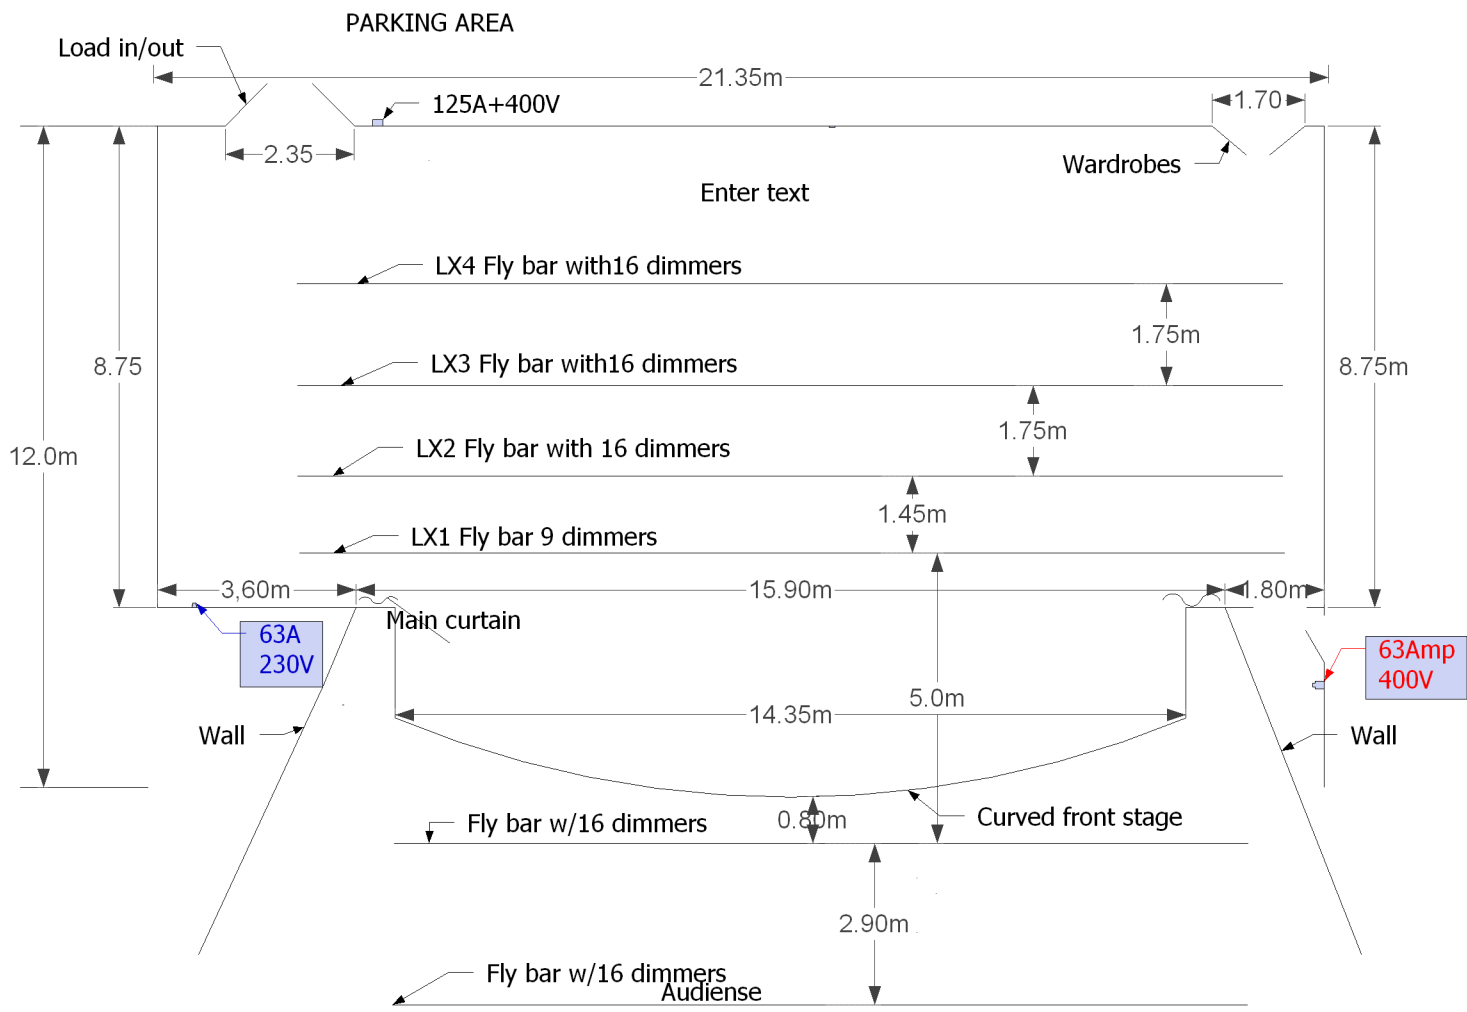 PARKING AREA
Load in/out
21.35m
125A+400V
1.70
2.35
Wardrobes
Enter text
LX4 Fly bar with16 dimmers
1.75m
8.75
LX3 Fly bar with16 dimmers
8.75m
1.75m
12.0m
LX2 Fly bar with 16 dimmers
1.45m
LX1 Fly bar 9 dimmers
3,60m
15.90m
1.80m
Main curtain
63A
230V
63Amp
400V
5.0m
14.35m
Wall
Wall
0.80m
Fly bar w/16 dimmers
Curved front stage
2.90m
Fly bar w/16 dimmers
Audiense